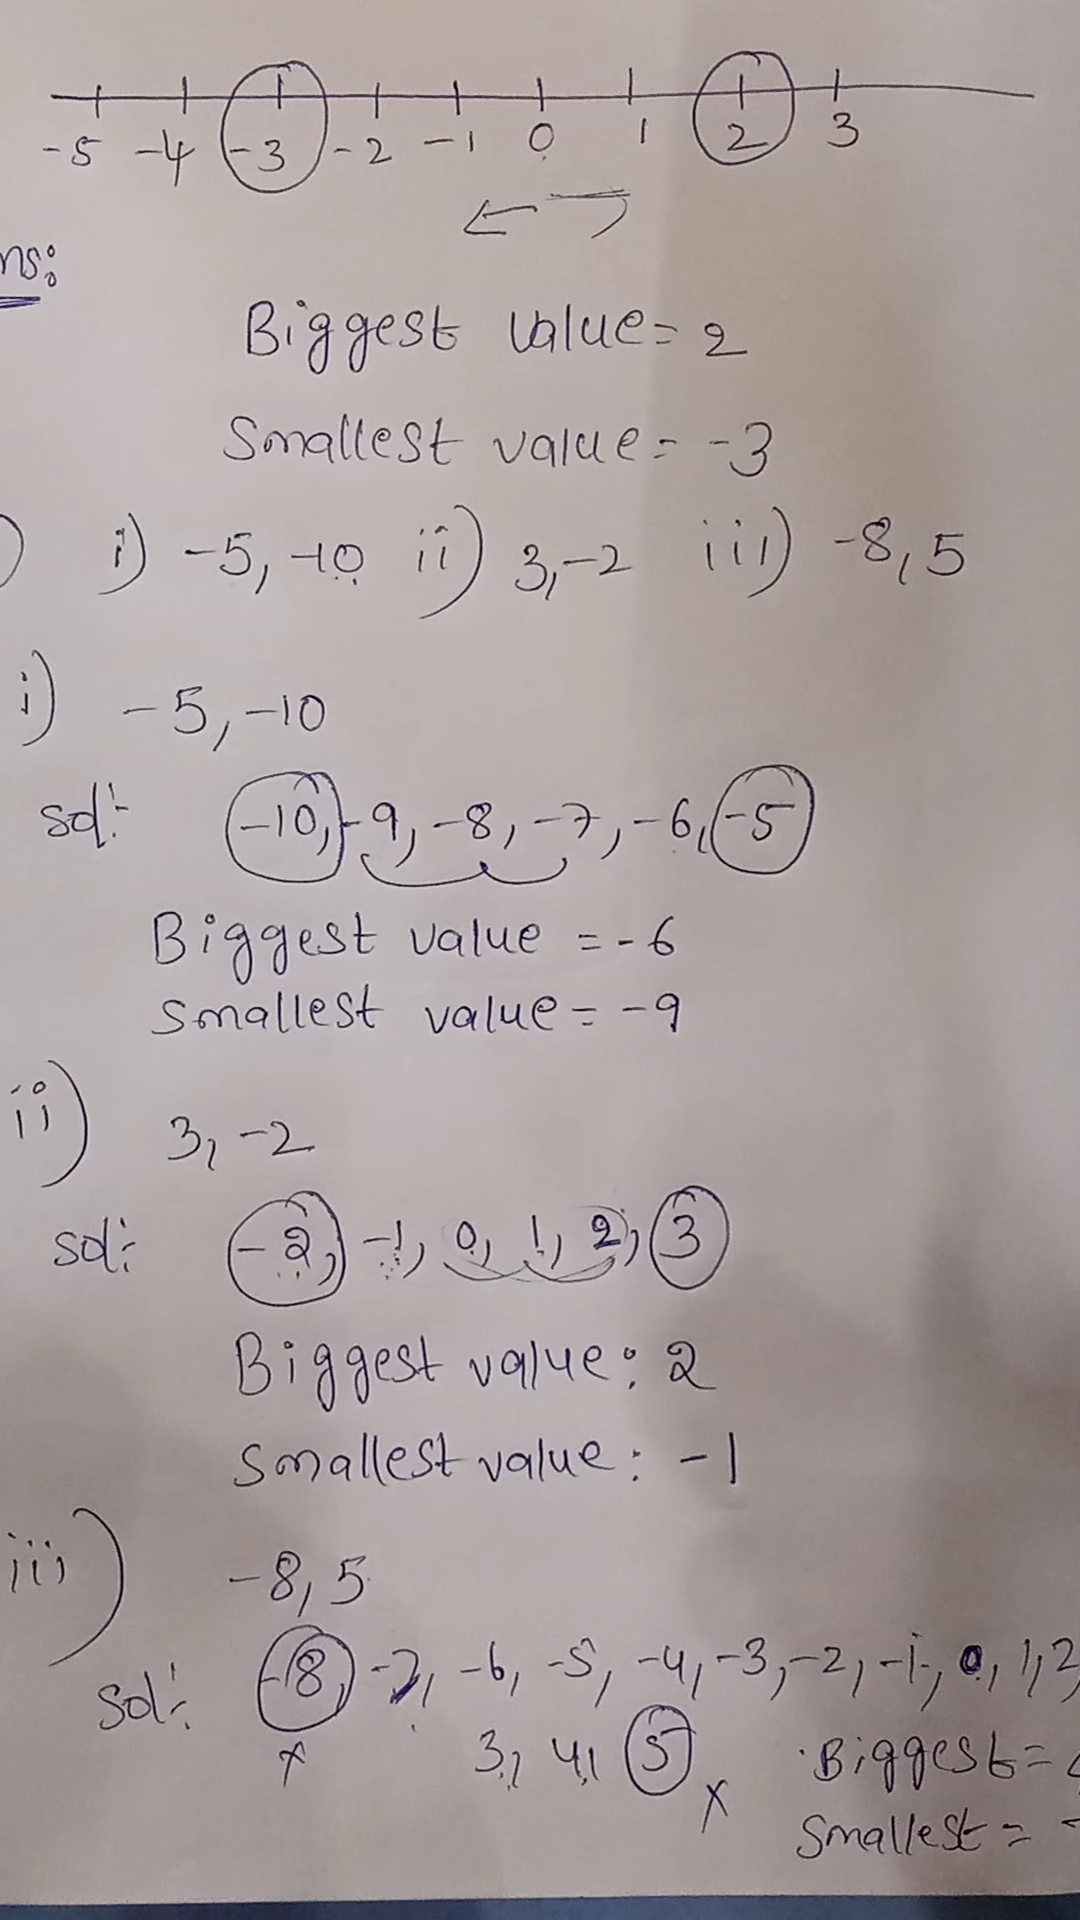 -5 -4 -3 -2 -1 0 1 2 3
ns:
Biggest value= 2
Smallest value= -3
i) -5, -10 ii) 3,-2 iii) -8,5
i) -5, -10
sol:- -10, -9, -8, -7, -6, -5
Biggest value = -6
Smallest value = -9
ii) 3, -2
sol: -2, -1, 0, 1, 2, 3
Biggest value: 2
Smallest value: -1
iii) -8, 5
sol:- -8, -7, -6, -5, -4, -3, -2, -1, 0, 1, 2,
x 3, 4, 5 x Biggest =
Smallest = -